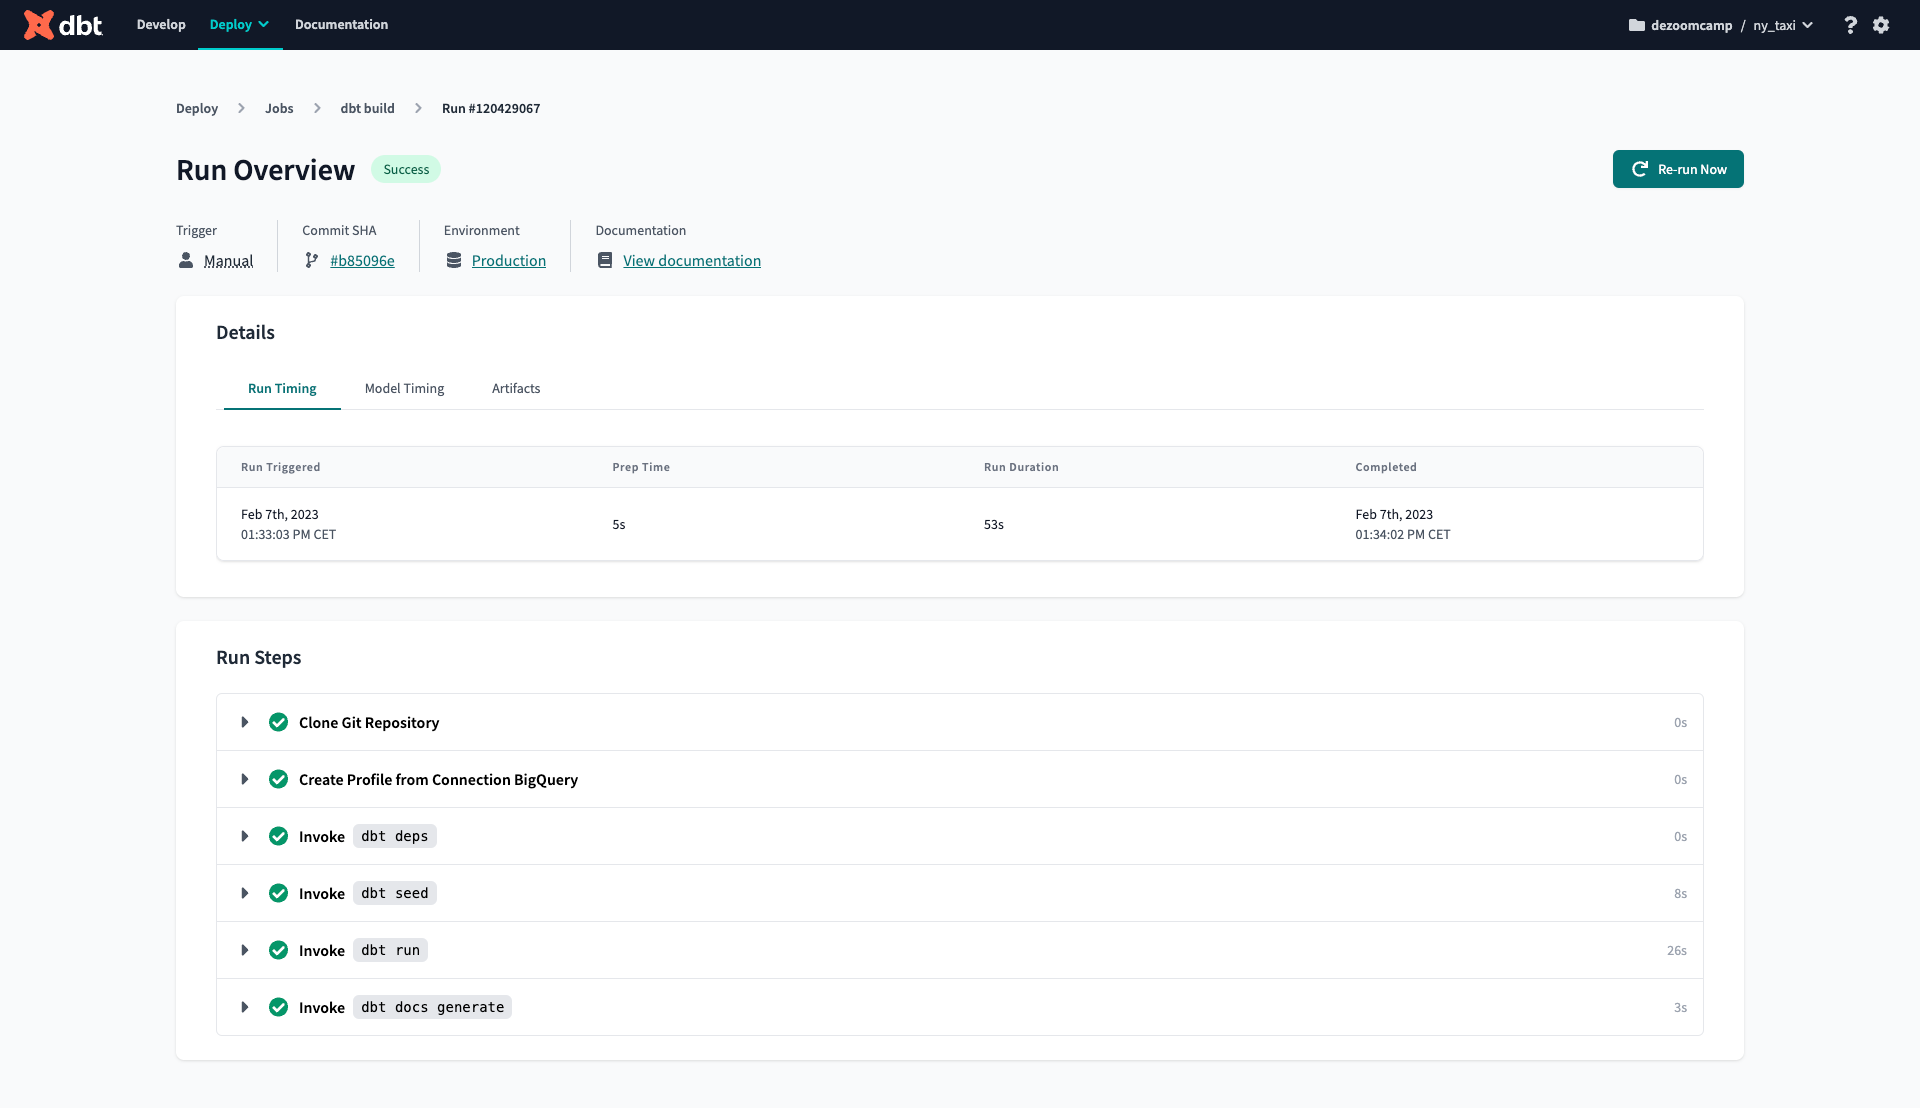 dbt
Develop
Deploy
Documentation
dezoomcamp / ny_taxi
?
Deploy
Jobs
dbt build
Run #120429067
Run Overview
Success
Re-run Now
Trigger
Manual
Commit SHA
#b85096e
Environment
Production
Documentation
View documentation
Details
Run Timing
Model Timing
Artifacts
Run Triggered
Prep Time
Run Duration
Completed
Feb 7th, 2023
01:33:03 PM CET
5s
53s
Feb 7th, 2023
01:34:02 PM CET
Run Steps
Clone Git Repository
0s
Create Profile from Connection BigQuery
0s
Invoke dbt deps
0s
Invoke dbt seed
8s
Invoke dbt run
26s
Invoke dbt docs generate
3s